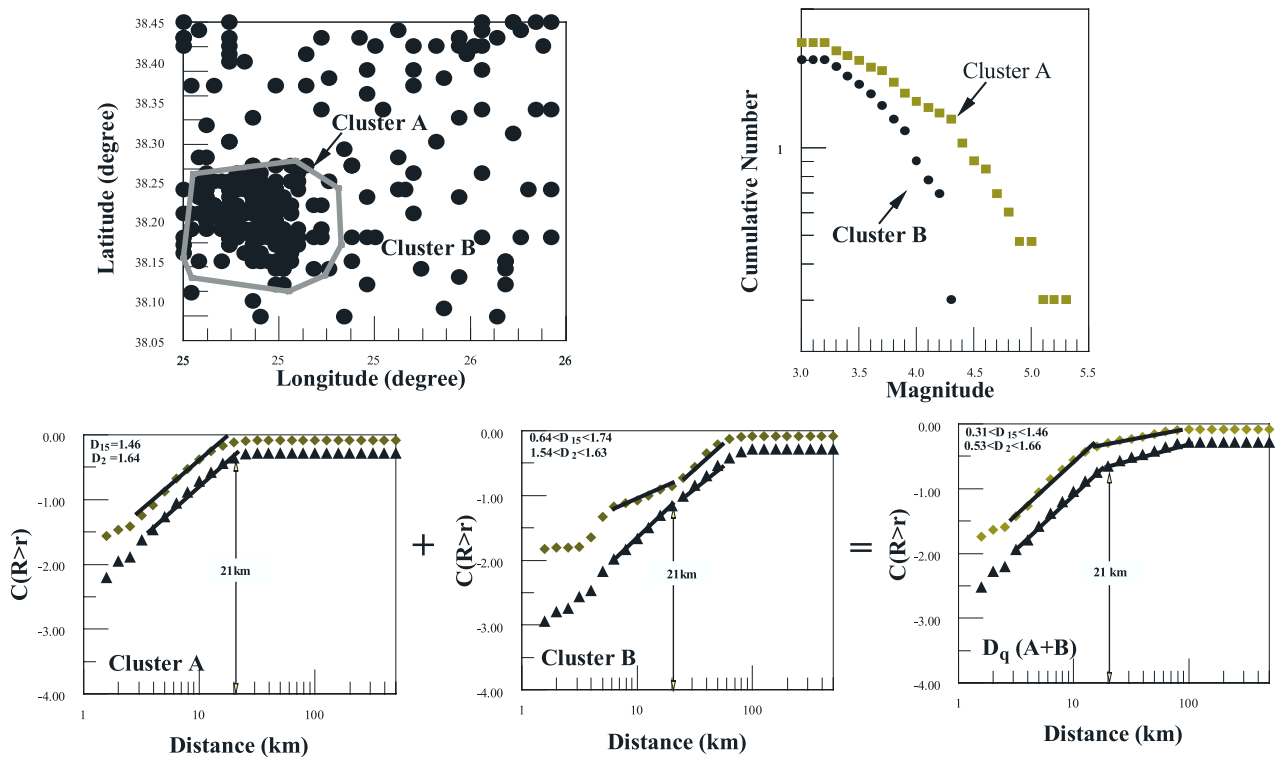 38.45
38.40
38.35
38.30
38.25
38.20
38.15
38.10
38.05
Latitude (degree)
Cluster A
Cluster B
25
25
25
26
26
Longitude (degree)
Cumulative Number
1
Cluster A
Cluster B
3.0
3.5
4.0
4.5
5.0
5.5
Magnitude
0.00
-1.00
-2.00
-3.00
-4.00
C(R>r)
D15=1.46
D2=1.64
21km
Cluster A
1
10
100
Distance (km)
+
0.00
-1.00
-2.00
-3.00
-4.00
C(R>r)
0.64<D15<1.74
1.54<D2<1.63
21km
Cluster B
1
10
100
Distance (km)
=
0.00
-1.00
-2.00
-3.00
-4.00
C(R>r)
0.31<D15<1.46
0.53<D2<1.66
21 km
Dq (A+B)
1
10
100
Distance (km)